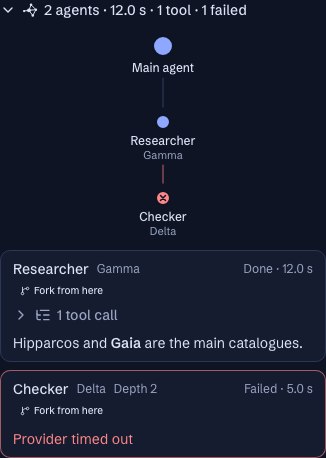 2 agents · 12.0 s · 1 tool · 1 failed
Main agent
Researcher
Gamma
Checker
Delta
Researcher Gamma Done · 12.0 s
Fork from here
1 tool call
Hipparcos and Gaia are the main catalogues.
Checker Delta Depth 2 Failed · 5.0 s
Fork from here
Provider timed out